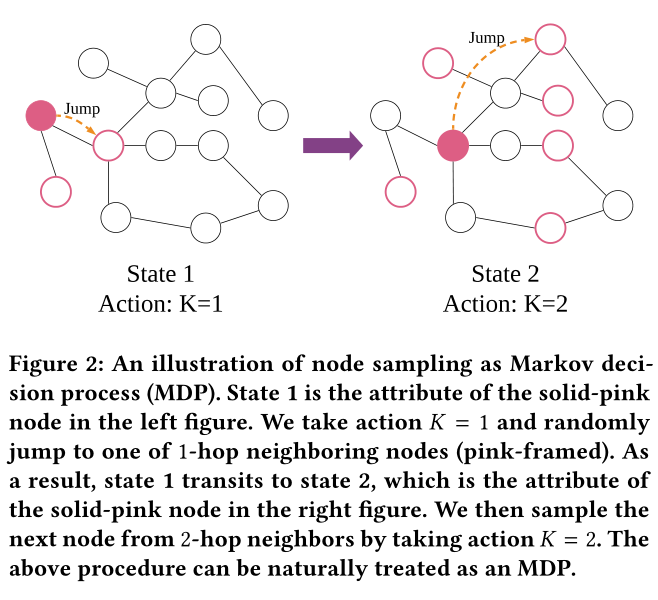 Jump
Jump
State 1
Action: K=1
State 2
Action: K=2
Figure 2: An illustration of node sampling as Markov deci-
sion process (MDP). State 1 is the attribute of the solid-pink
node in the left figure. We take action K = 1 and randomly
jump to one of 1-hop neighboring nodes (pink-framed). As
a result, state 1 transits to state 2, which is the attribute of
the solid-pink node in the right figure. We then sample the
next node from 2-hop neighbors by taking action K = 2. The
above procedure can be naturally treated as an MDP.